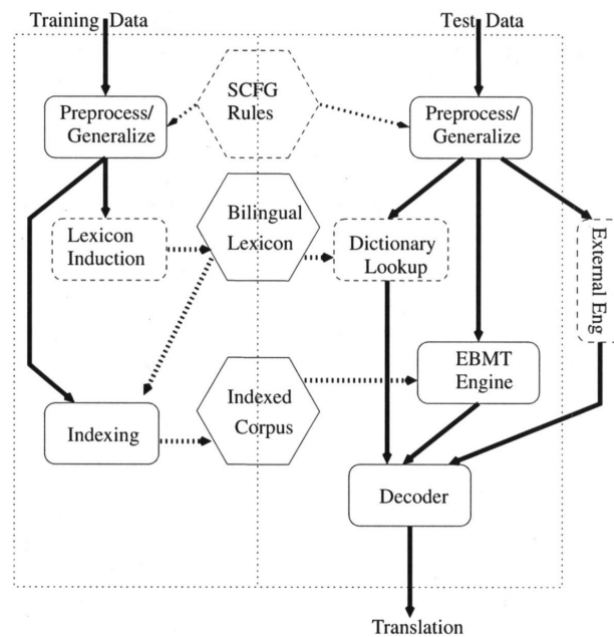 Training Data
Test Data
SCFG
Rules
Preprocess/
Generalize
Preprocess/
Generalize
Bilingual
Lexicon
Lexicon
Induction
Dictionary
Lookup
External Eng
EBMT
Engine
Indexed
Corpus
Indexing
Decoder
Translation